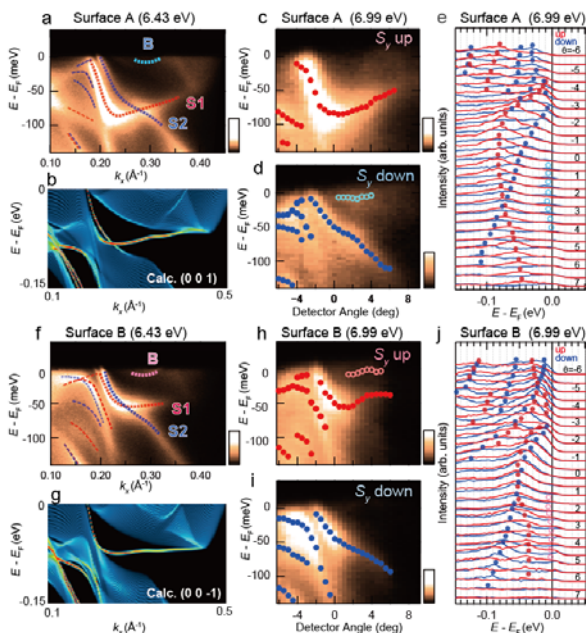 a Surface A (6.43 eV)
B
S1
S2
E - EF (meV)
0
-50
-100
0.10 0.20 0.30 0.40
kx (Å-1)
b
E - EF (eV)
0
-0.15
Calc. (0 0 1)
0.1 0.5
kx (Å-1)
c Surface A (6.99 eV)
Sy up
E - EF (meV)
0
-50
-100
d
Sy down
E - EF (meV)
0
-50
-100
-4 0 4 8
Detector Angle (deg)
e Surface A (6.99 eV)
up
down
θ=-6
-5
-4
-2
-1
0
1
2
3
4
5
6
7
Intensity (arb. units)
-0.1 0.0
E - EF (eV)
f Surface B (6.43 eV)
B
S1
S2
E - EF (meV)
0
-50
-100
0.10 0.20 0.30 0.40
kx (Å-1)
g
E - EF (eV)
0
-0.15
Calc. (0 0 -1)
0.1 0.5
kx (Å-1)
h Surface B (6.99 eV)
Sy up
E - EF (meV)
0
-50
-100
i
Sy down
E - EF (meV)
0
-50
-100
-4 0 4 8
Detector Angle (deg)
j Surface B (6.99 eV)
up
down
θ=-6
-5
-4
-3
-2
-1
0
1
2
3
4
5
6
7
Intensity (arb. units)
-0.1 0.0
E - EF (eV)